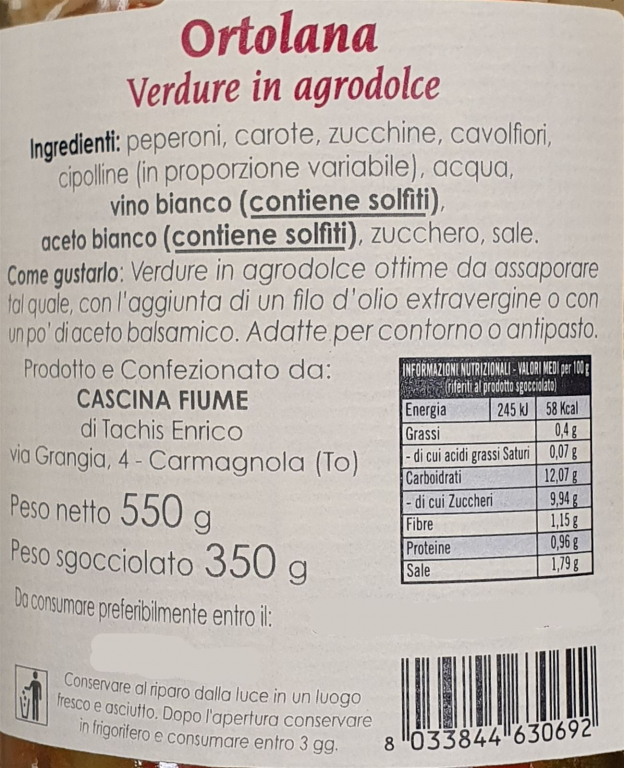 Ortolana
Verdure in agrodolce
Ingredienti: peperoni, carote, zucchine, cavolfiori,
cipolline (in proporzione variabile), acqua,
vino bianco (contiene solfiti),
aceto bianco (contiene solfiti), zucchero, sale.
Come gustarlo: Verdure in agrodolce ottime da assaporare
tal quale, con l'aggiunta di un filo d'olio extravergine o con
un po' di aceto balsamico. Adatte per contorno o antipasto.
Prodotto e Confezionato da:
CASCINA FIUME
di Tachis Enrico
via Grangia, 4 - Carmagnola (To)
Peso netto 550 g
Peso sgocciolato 350 g
Da consumare preferibilmente entro il:
INFORMAZIONI NUTRIZIONALI - VALORI MEDI per 100 g
(riferiti al prodotto sgocciolato)
Energia 245 kJ 58 Kcal
Grassi 0,4 g
- di cui acidi grassi Saturi 0,07 g
Carboidrati 12,07 g
- di cui Zuccheri 9,94 g
Fibre 1,15 g
Proteine 0,96 g
Sale 1,79 g
Conservare al riparo dalla luce in un luogo
fresco e asciutto. Dopo l'apertura conservare
in frigorifero e consumare entro 3 gg.
8 033844 630692